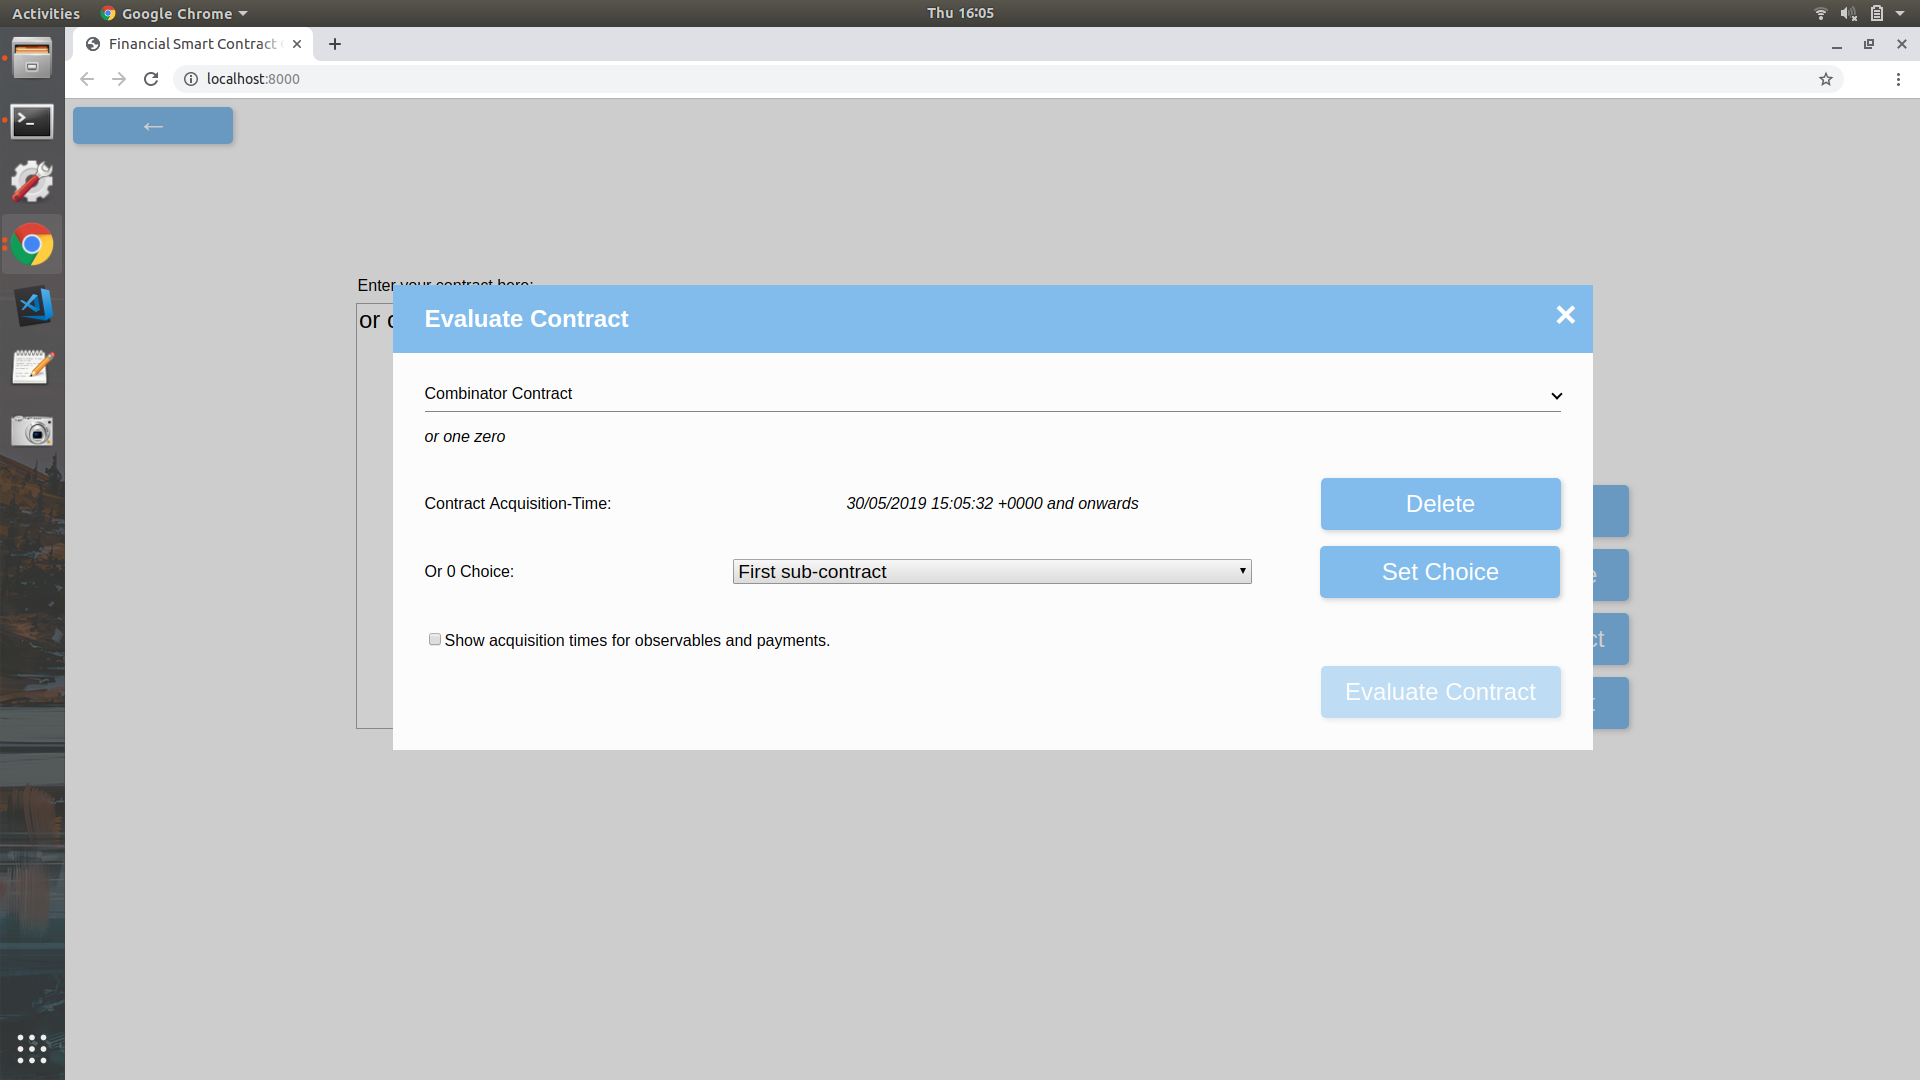 Activities
Google Chrome
Thu 16:05
Financial Smart Contract
localhost:8000
←
Enter your contract here:
or
Evaluate Contract
Combinator Contract
or one zero
Contract Acquisition-Time:
30/05/2019 15:05:32 +0000 and onwards
Delete
Or 0 Choice:
First sub-contract
Set Choice
Show acquisition times for observables and payments.
Evaluate Contract